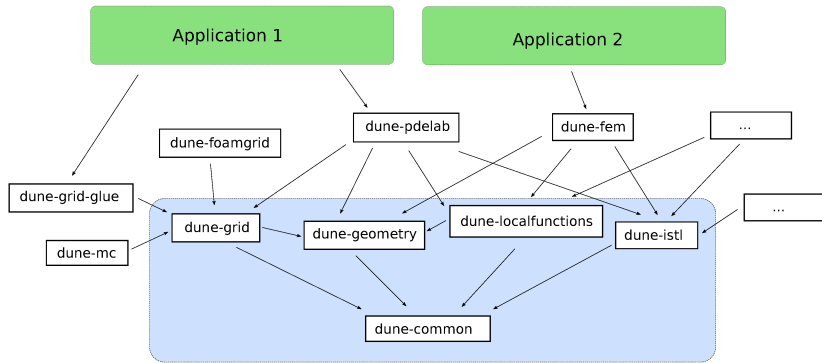 Application 1
Application 2
dune-pdelab
dune-fem
...
dune-foamgrid
dune-grid-glue
...
dune-grid
dune-geometry
dune-localfunctions
dune-istl
dune-mc
dune-common